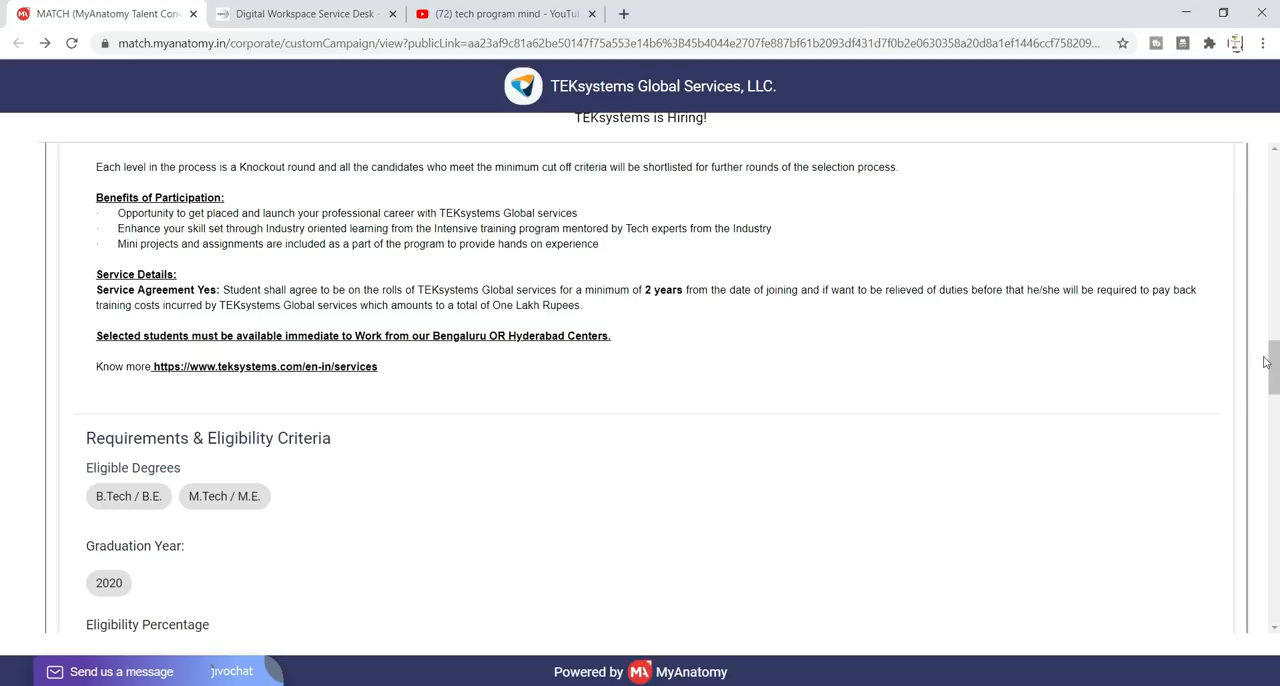 MATCH (MyAnatomy Talent Con
Digital Workspace Service Desk -
(72) tech program mind - YouTu
match.myanatomy.in/corporate/customCampaign/view?publicLink=aa23af9c81a62be50147f75a553e14b6%3B45b4044e2707fe887bf61b2093df431d7f0b2e0630358a20d8a1ef1446ccf758209...
TEKsystems Global Services, LLC.
TEKsystems is Hiring!
Each level in the process is a Knockout round and all the candidates who meet the minimum cut off criteria will be shortlisted for further rounds of the selection process.
Benefits of Participation:
· Opportunity to get placed and launch your professional career with TEKsystems Global services
· Enhance your skill set through Industry oriented learning from the Intensive training program mentored by Tech experts from the Industry
· Mini projects and assignments are included as a part of the program to provide hands on experience
Service Details:
Service Agreement Yes: Student shall agree to be on the rolls of TEKsystems Global services for a minimum of 2 years from the date of joining and if want to be relieved of duties before that he/she will be required to pay back
training costs incurred by TEKsystems Global services which amounts to a total of One Lakh Rupees.
Selected students must be available immediate to Work from our Bengaluru OR Hyderabad Centers.
Know more https://www.teksystems.com/en-in/services
Requirements & Eligibility Criteria
Eligible Degrees
B.Tech / B.E. M.Tech / M.E.
Graduation Year:
2020
Eligibility Percentage
Send us a message jivochat
Powered by MA MyAnatomy